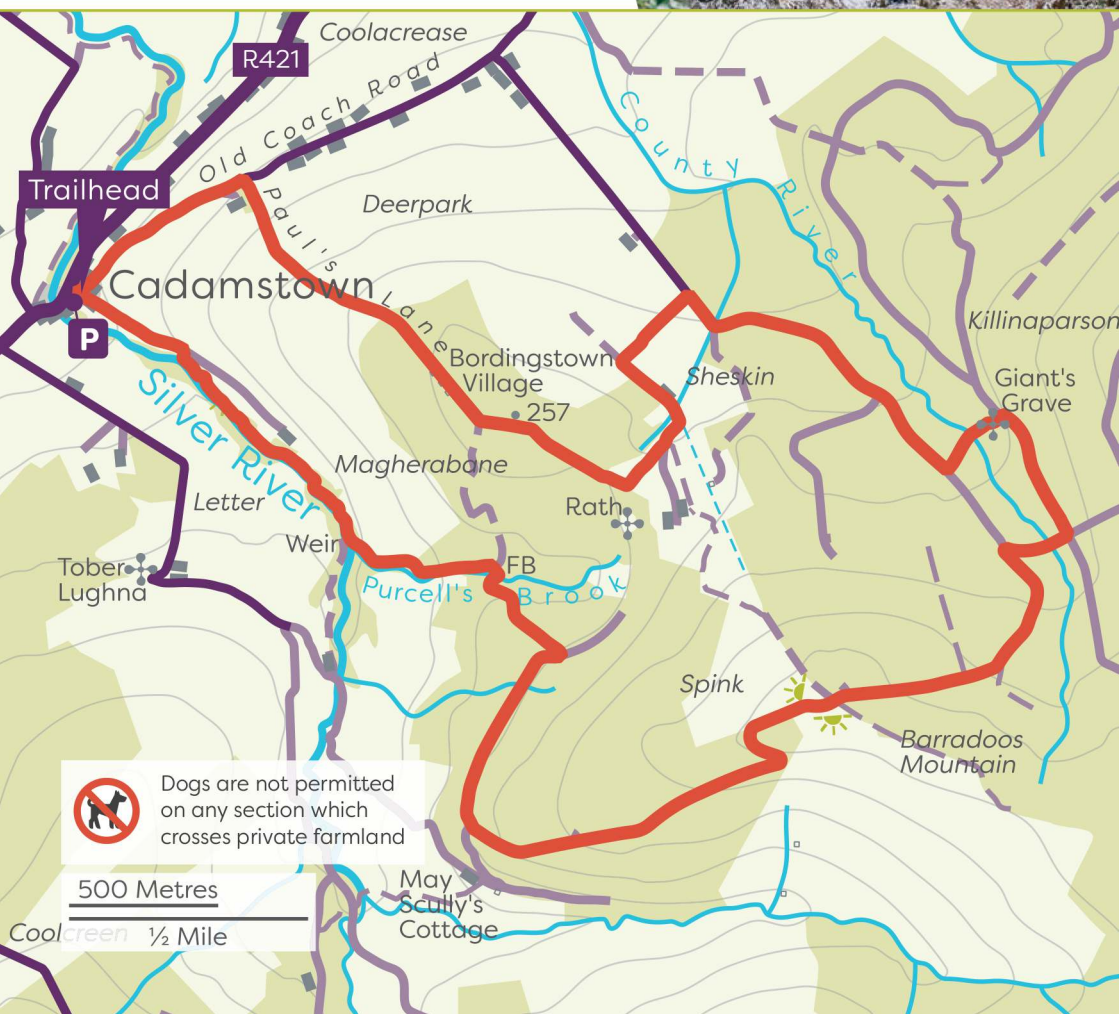 Coolacrease
R421
Old Coach Road
County River
Trailhead
Paul's Lane
Deerpark
Cadamstown
P
Killinaparson
Bordingstown
Village
257
Sheskin
Giant's
Grave
Silver River
Magherabane
Letter
Rath
Weir
FB
Tober
Lughna
Purcell's Brook
Spink
Barradoos
Mountain
Dogs are not permitted
on any section which
crosses private farmland
500 Metres
½ Mile
Coolcreen
May
Scully's
Cottage